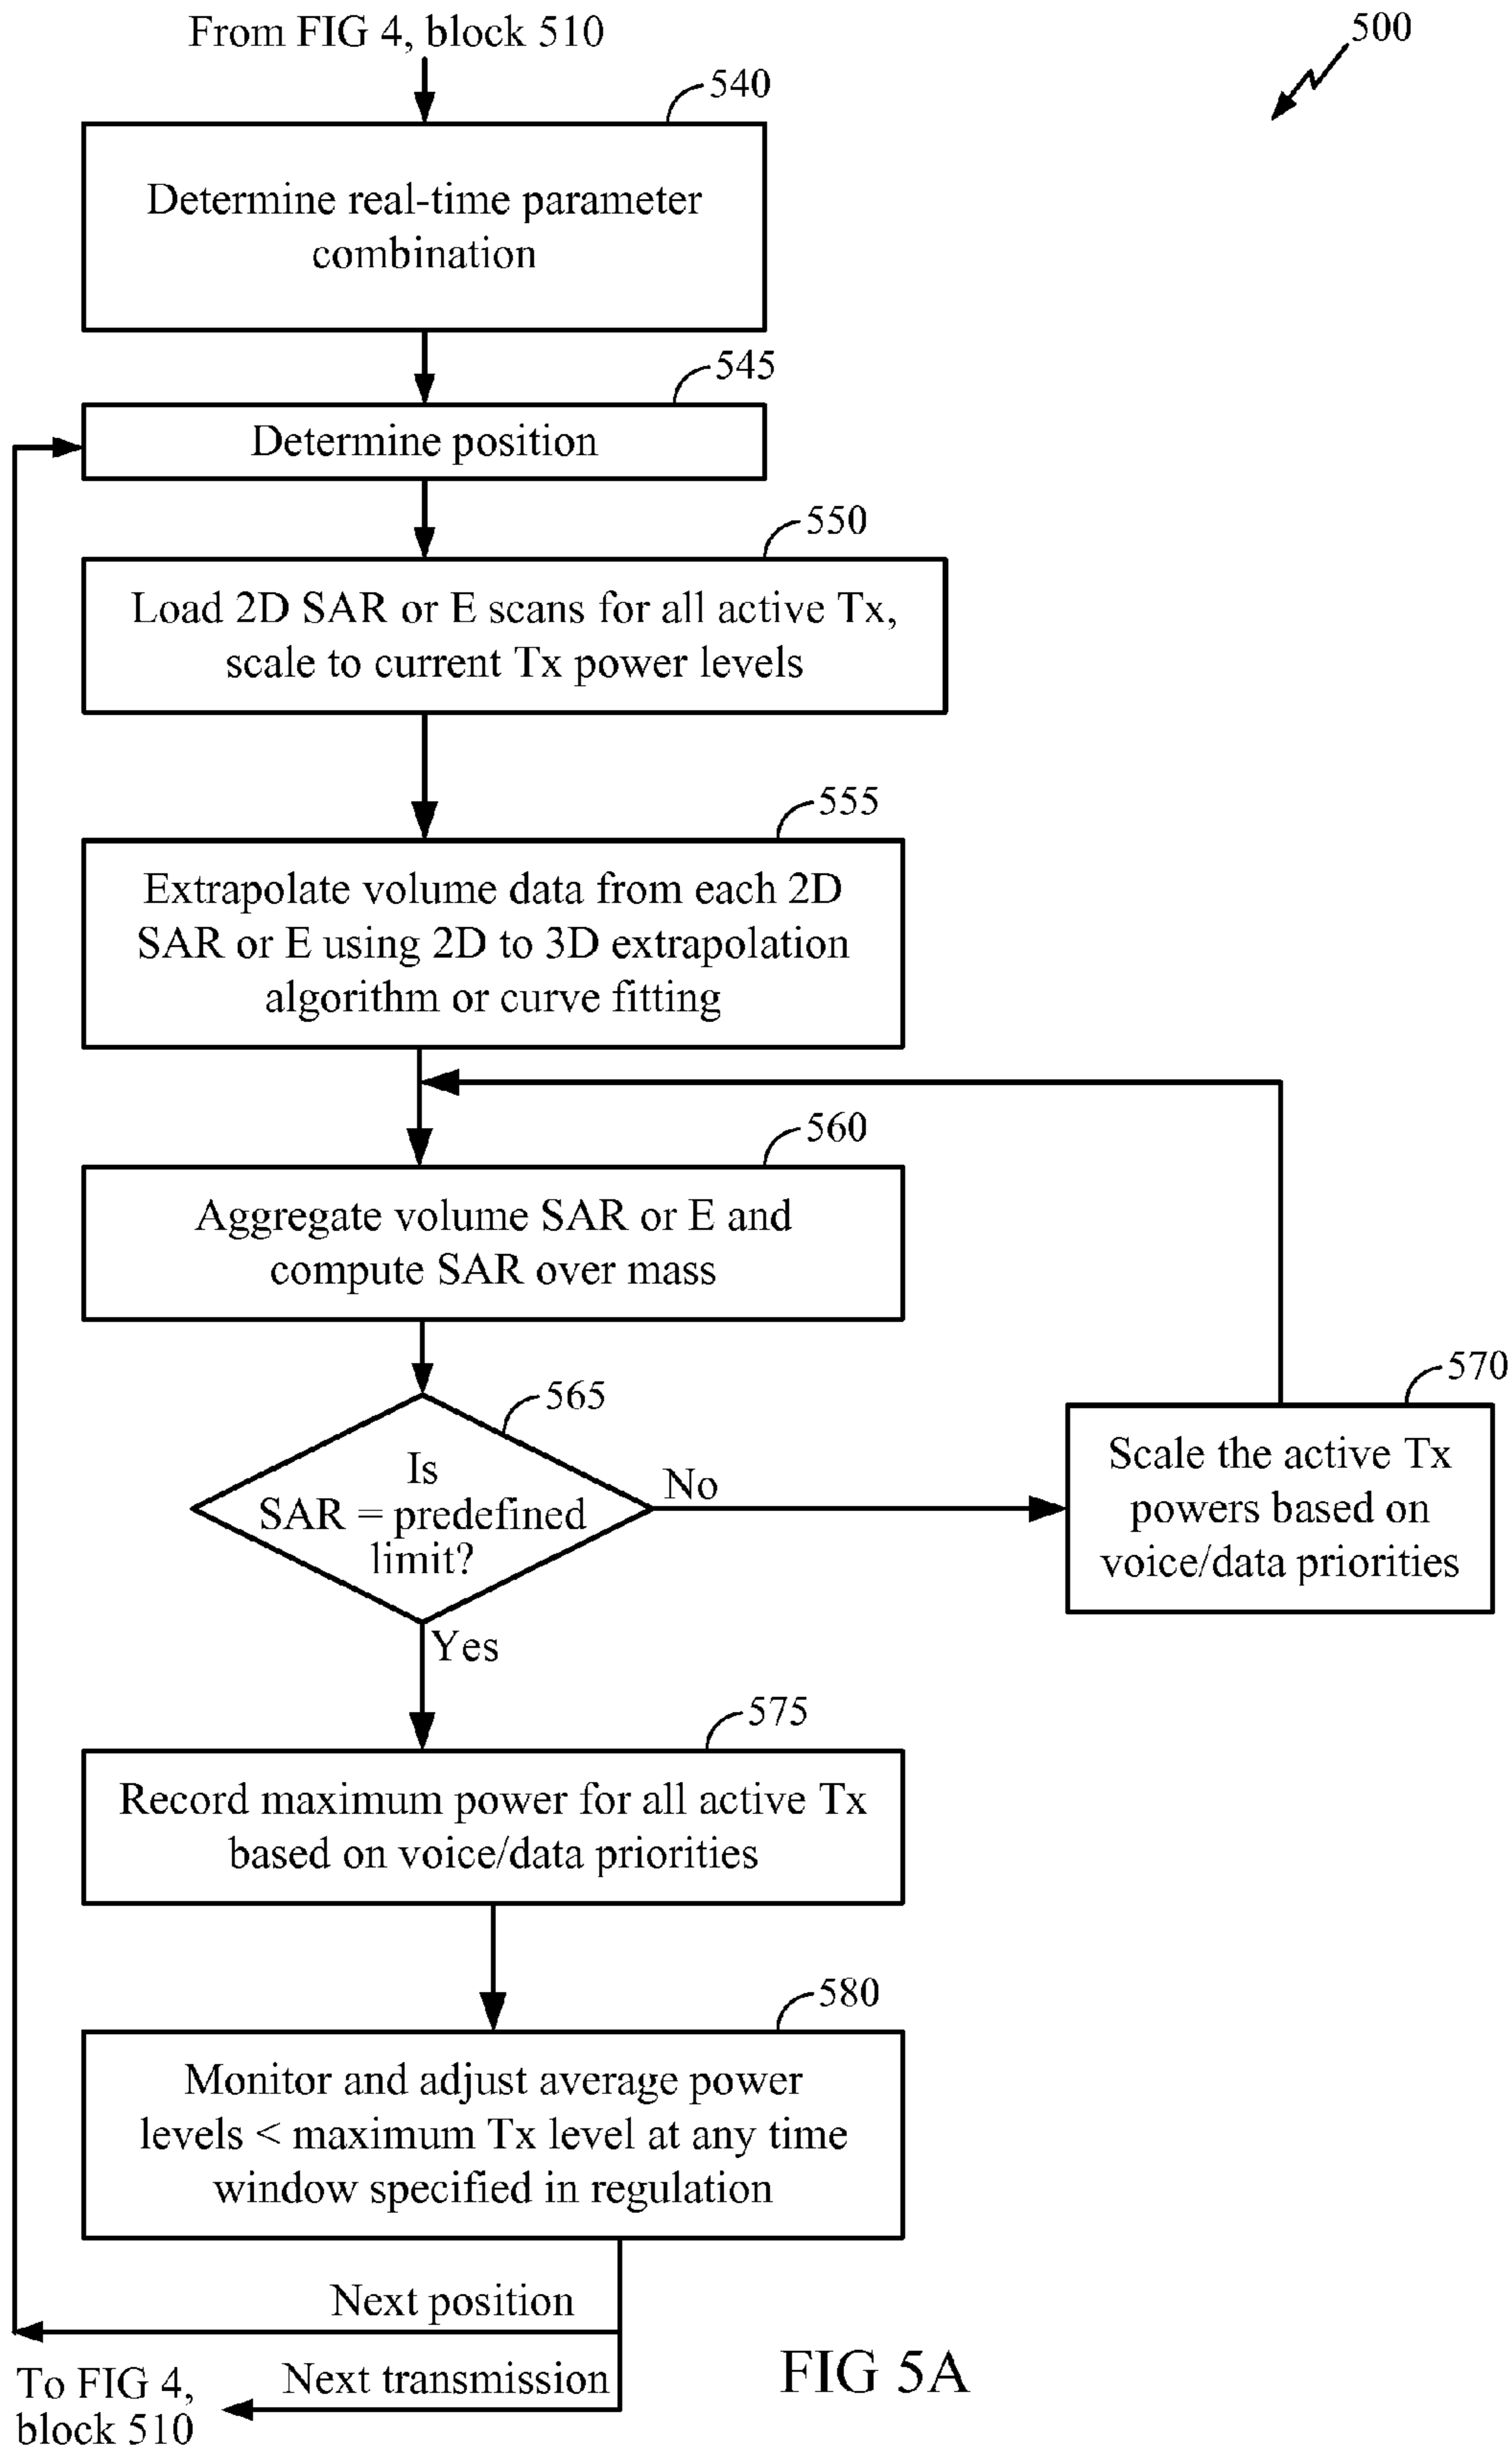 From FIG 4, block 510
500
540
Determine real-time parameter
combination
545
Determine position
550
Load 2D SAR or E scans for all active Tx,
scale to current Tx power levels
555
Extrapolate volume data from each 2D
SAR or E using 2D to 3D extrapolation
algorithm or curve fitting
560
Aggregate volume SAR or E and
compute SAR over mass
565
Is
SAR = predefined
limit?
No
570
Scale the active Tx
powers based on
voice/data priorities
Yes
575
Record maximum power for all active Tx
based on voice/data priorities
580
Monitor and adjust average power
levels < maximum Tx level at any time
window specified in regulation
Next position
Next transmission
To FIG 4,
block 510
FIG 5A